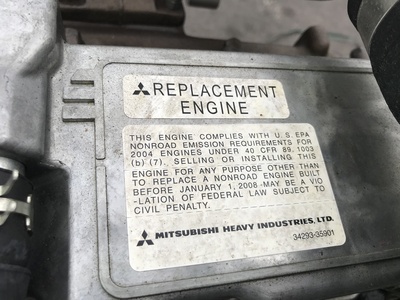 REPLACEMENT
ENGINE
THIS ENGINE COMPLIES WITH U.S. EPA
NONROAD EMISSION REQUIREMENTS FOR
2004 ENGINES UNDER 40 CFR 89.1003
(b) (7). SELLING OR INSTALLING THIS
ENGINE FOR ANY PURPOSE OTHER THAN
TO REPLACE A NONROAD ENGINE BUILT
BEFORE JANUARY 1, 2008 MAY BE A VIO
-LATION OF FEDERAL LAW SUBJECT TO
CIVIL PENALTY.
MITSUBISHI HEAVY INDUSTRIES, LTD.
34293-35901